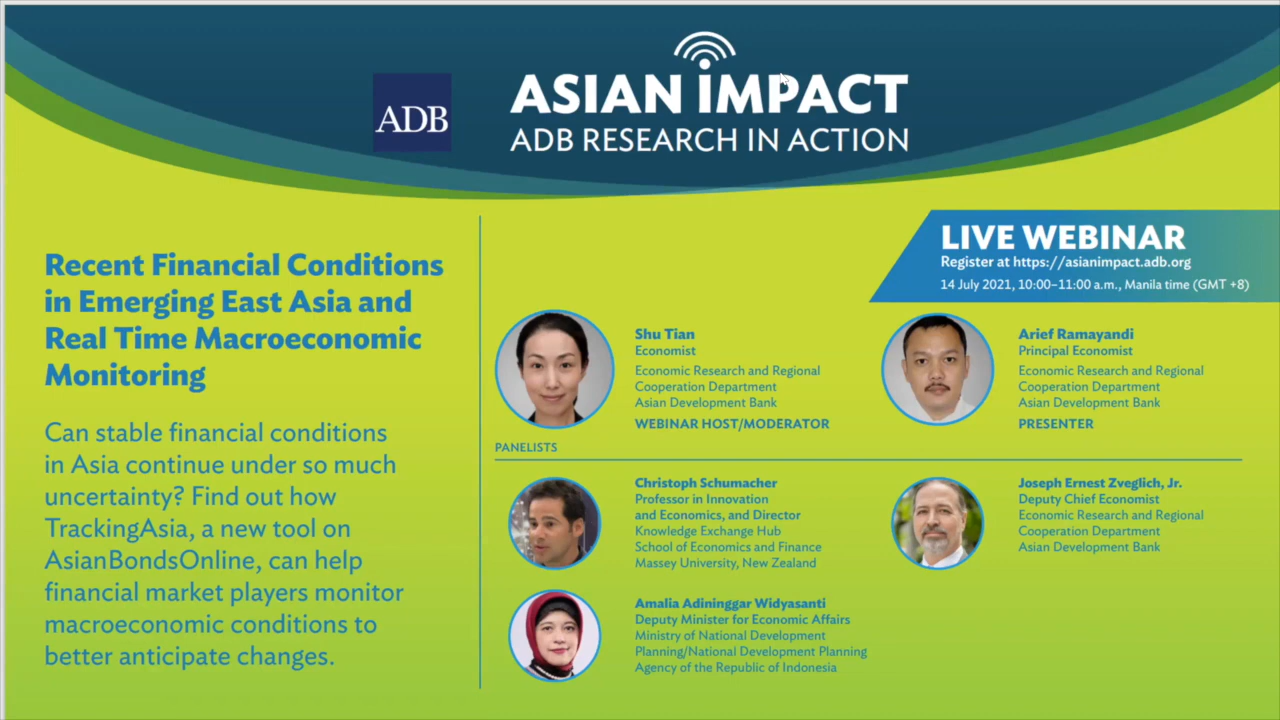 ADB
ASIAN IMPACT
ADB RESEARCH IN ACTION
Recent Financial Conditions
in Emerging East Asia and
Real Time Macroeconomic
Monitoring
Can stable financial conditions
in Asia continue under so much
uncertainty? Find out how
TrackingAsia, a new tool on
AsianBondsOnline, can help
financial market players monitor
macroeconomic conditions to
better anticipate changes.
LIVE WEBINAR
Register at https://asianimpact.adb.org
14 July 2021, 10:00–11:00 a.m., Manila time (GMT +8)
Shu Tian
Economist
Economic Research and Regional
Cooperation Department
Asian Development Bank
WEBINAR HOST/MODERATOR
Arief Ramayandi
Principal Economist
Economic Research and Regional
Cooperation Department
Asian Development Bank
PRESENTER
PANELISTS
Christoph Schumacher
Professor in Innovation
and Economics, and Director
Knowledge Exchange Hub
School of Economics and Finance
Massey University, New Zealand
Joseph Ernest Zveglich, Jr.
Deputy Chief Economist
Economic Research and Regional
Cooperation Department
Asian Development Bank
Amalia Adininggar Widyasanti
Deputy Minister for Economic Affairs
Ministry of National Development
Planning/National Development Planning
Agency of the Republic of Indonesia